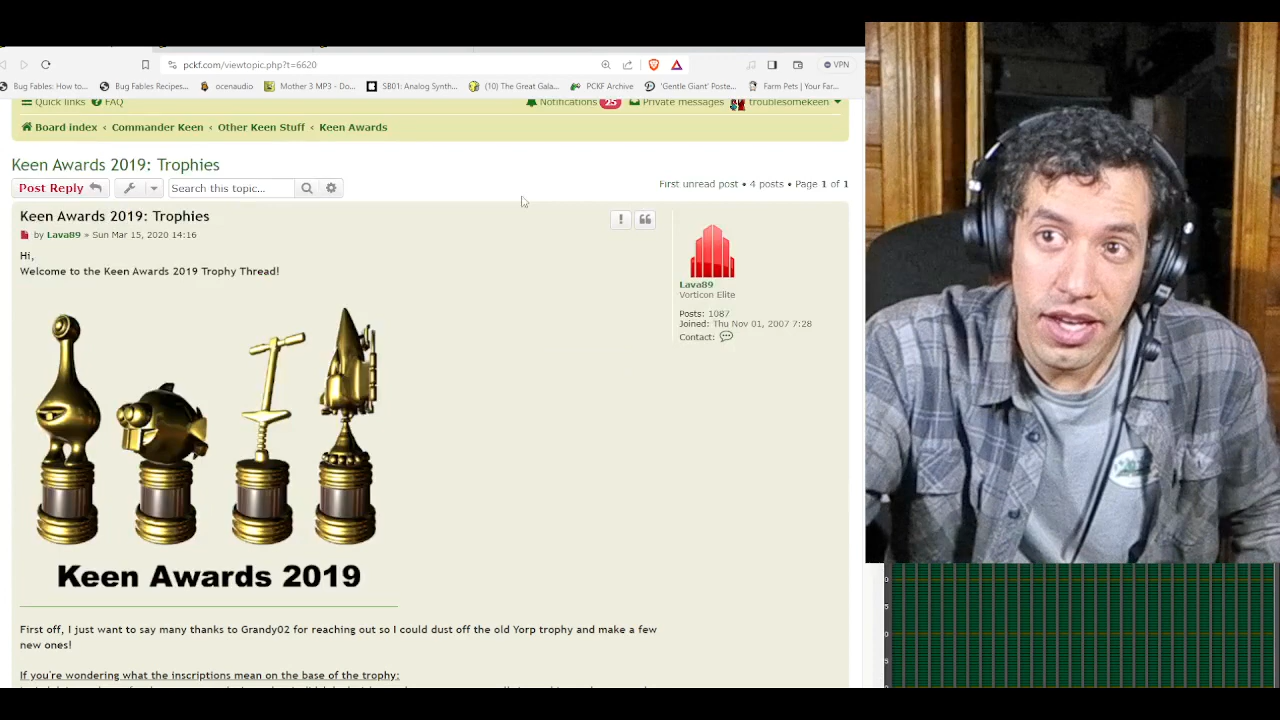 pckf.com/viewtopic.php?t=6620
VPN
Bug Fables: How to...
Bug Fables Recipes...
ocenaudio
Mother 3 MP3 - Do...
SB01: Analog Synth...
(10) The Great Gala...
PCKF Archive
'Gentle Giant' Poste...
Farm Pets | Your Far...
Quick links
FAQ
Notifications 25
Private messages
troublesomekeen
Board index ‹ Commander Keen ‹ Other Keen Stuff ‹ Keen Awards
Keen Awards 2019: Trophies
Post Reply
Search this topic...
First unread post • 4 posts • Page 1 of 1
Keen Awards 2019: Trophies
by Lava89 » Sun Mar 15, 2020 14:16
Hi,
Welcome to the Keen Awards 2019 Trophy Thread!
Lava89
Vorticon Elite
Posts: 1087
Joined: Thu Nov 01, 2007 7:28
Contact:
Keen Awards 2019
First off, I just want to say many thanks to Grandy02 for reaching out so I could dust off the old Yorp trophy and make a few
new ones!
If you're wondering what the inscriptions mean on the base of the trophy: